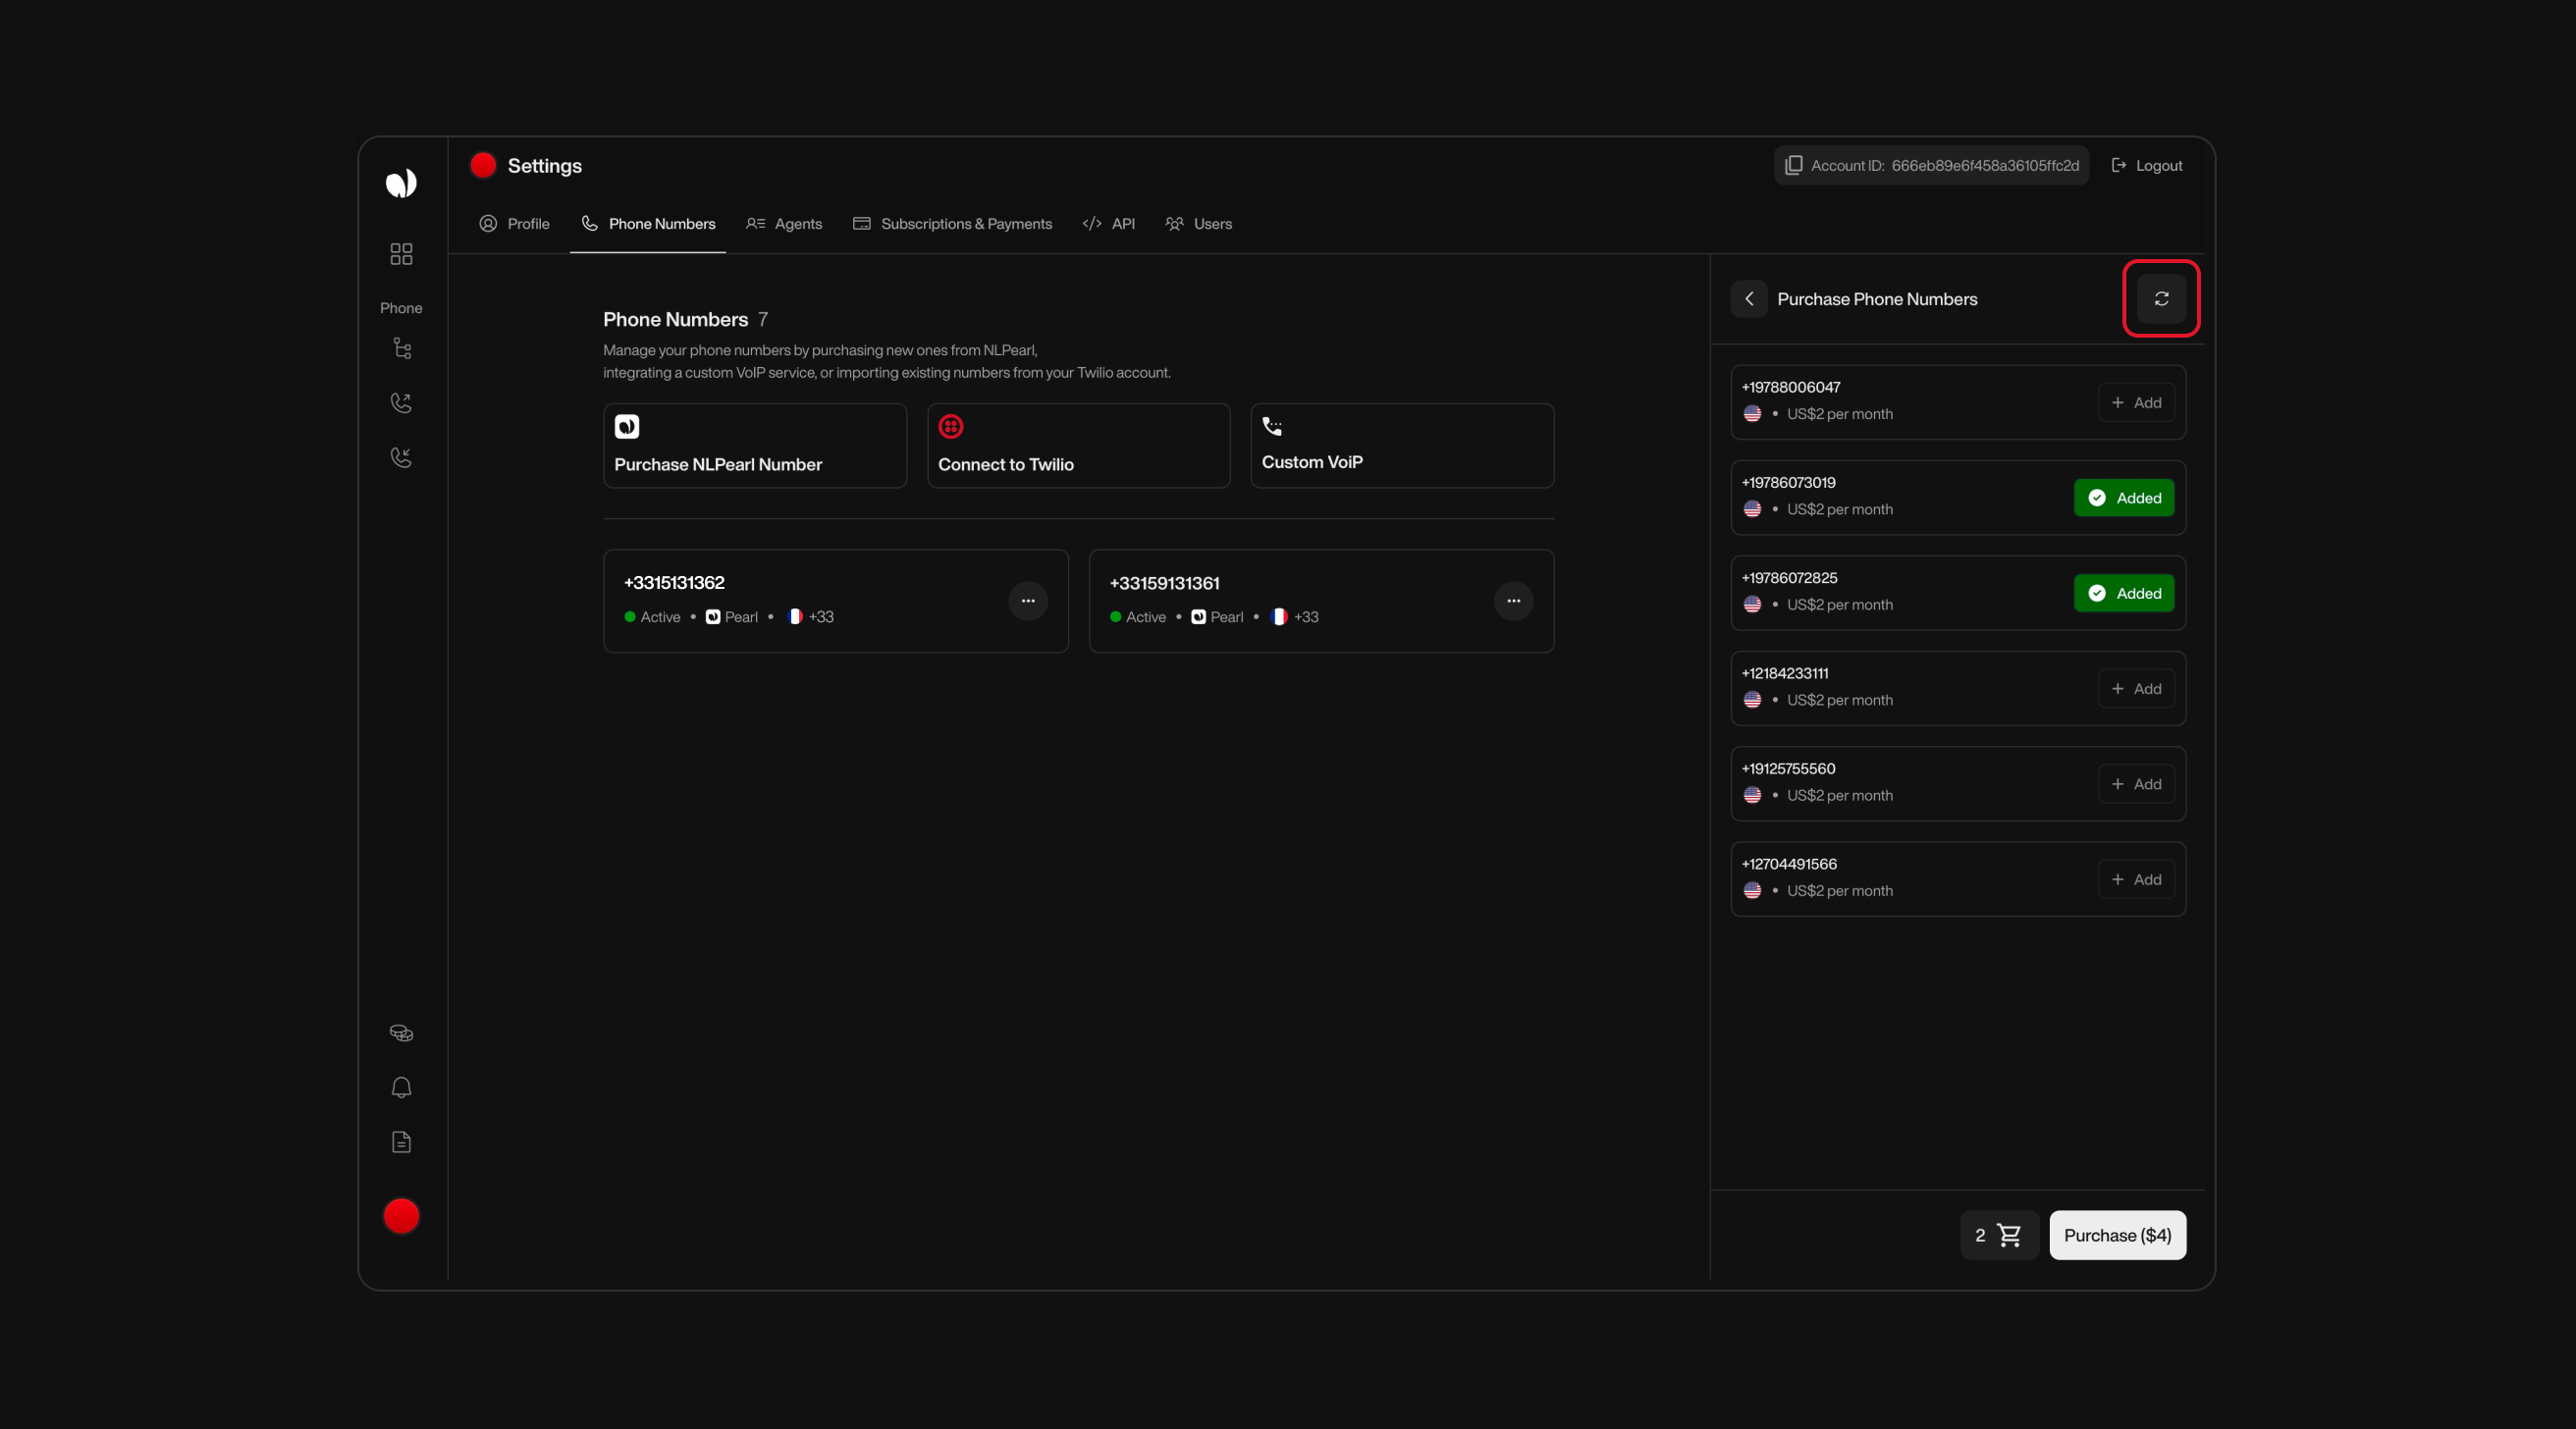 Settings
Account ID: 666eb89e6f458a36105ffc2d
Logout
Profile
Phone Numbers
Agents
Subscriptions & Payments
API
Users
Phone
Phone Numbers 7
Manage your phone numbers by purchasing new ones from NLPearl,
integrating a custom VoIP service, or importing existing numbers from your Twilio account.
Purchase NLPearl Number
Connect to Twilio
Custom VoiP
+3315131362
Active • Pearl • +33
+33159131361
Active • Pearl • +33
Purchase Phone Numbers
+19788006047
• US$2 per month
+ Add
+19786073019
• US$2 per month
Added
+19786072825
• US$2 per month
Added
+12184233111
• US$2 per month
+ Add
+19125755560
• US$2 per month
+ Add
+12704491566
• US$2 per month
+ Add
2
Purchase ($4)